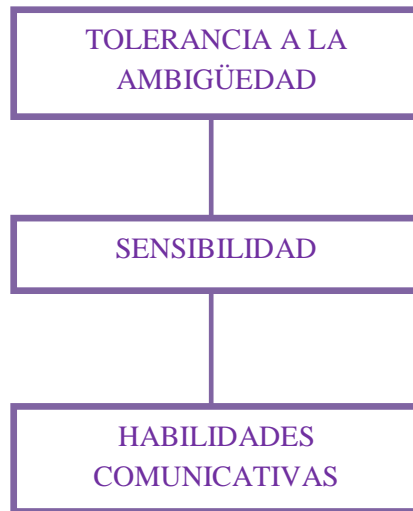 TOLERANCIA A LA
AMBIGÜEDAD
SENSIBILIDAD
HABILIDADES
COMUNICATIVAS